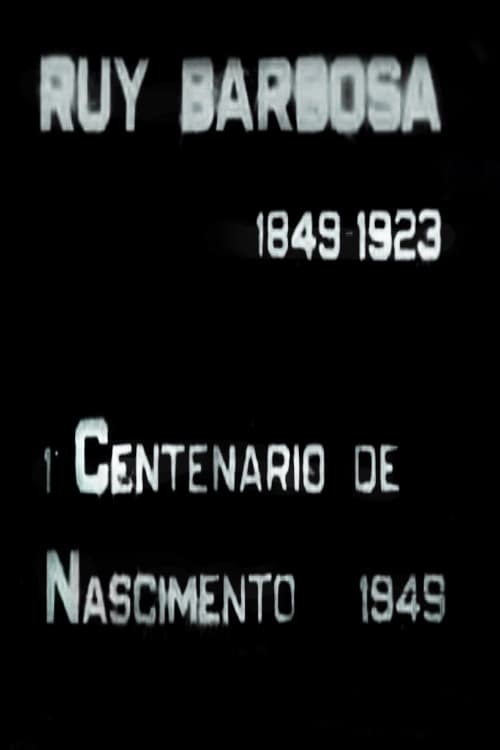 RUY BARBOSA
1849-1923
1º CENTENARIO DE
NASCIMENTO 1949